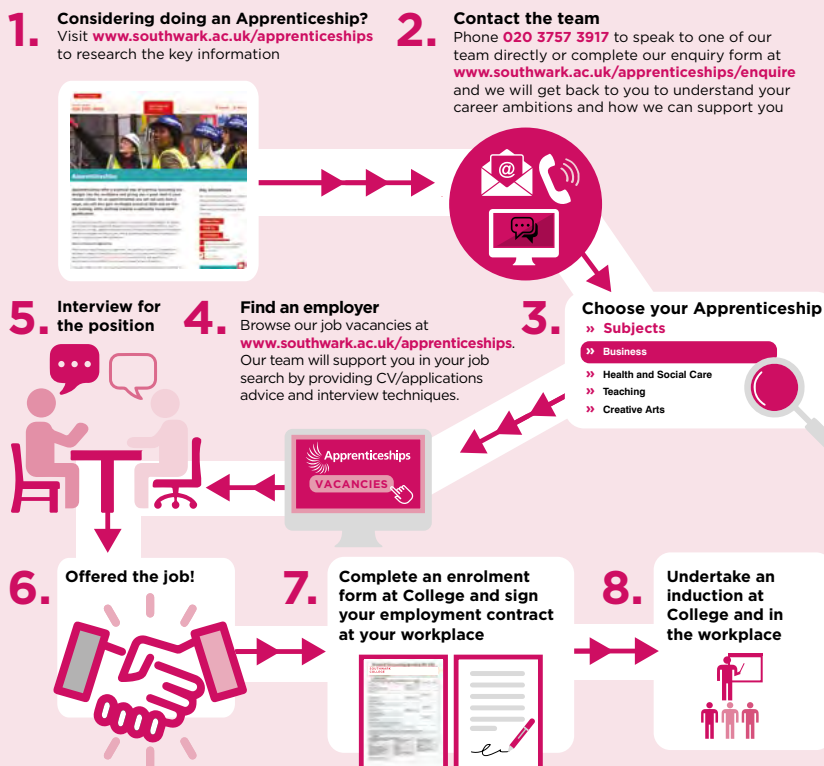 1.
Considering doing an Apprenticeship?
Visit www.southwark.ac.uk/apprenticeships
to research the key information
2.
Contact the team
Phone 020 3757 3917 to speak to one of our
team directly or complete our enquiry form at
www.southwark.ac.uk/apprenticeships/enquire
and we will get back to you to understand your
career ambitions and how we can support you
Apprenticeships
@
3.
Choose your Apprenticeship
» Subjects
» Business
» Health and Social Care
» Teaching
» Creative Arts
4.
Find an employer
Browse our job vacancies at
www.southwark.ac.uk/apprenticeships.
Our team will support you in your job
search by providing CV/applications
advice and interview techniques.
Apprenticeships
VACANCIES
5.
Interview for
the position
6.
Offered the job!
7.
Complete an enrolment
form at College and sign
your employment contract
at your workplace
8.
Undertake an
induction at
College and in
the workplace